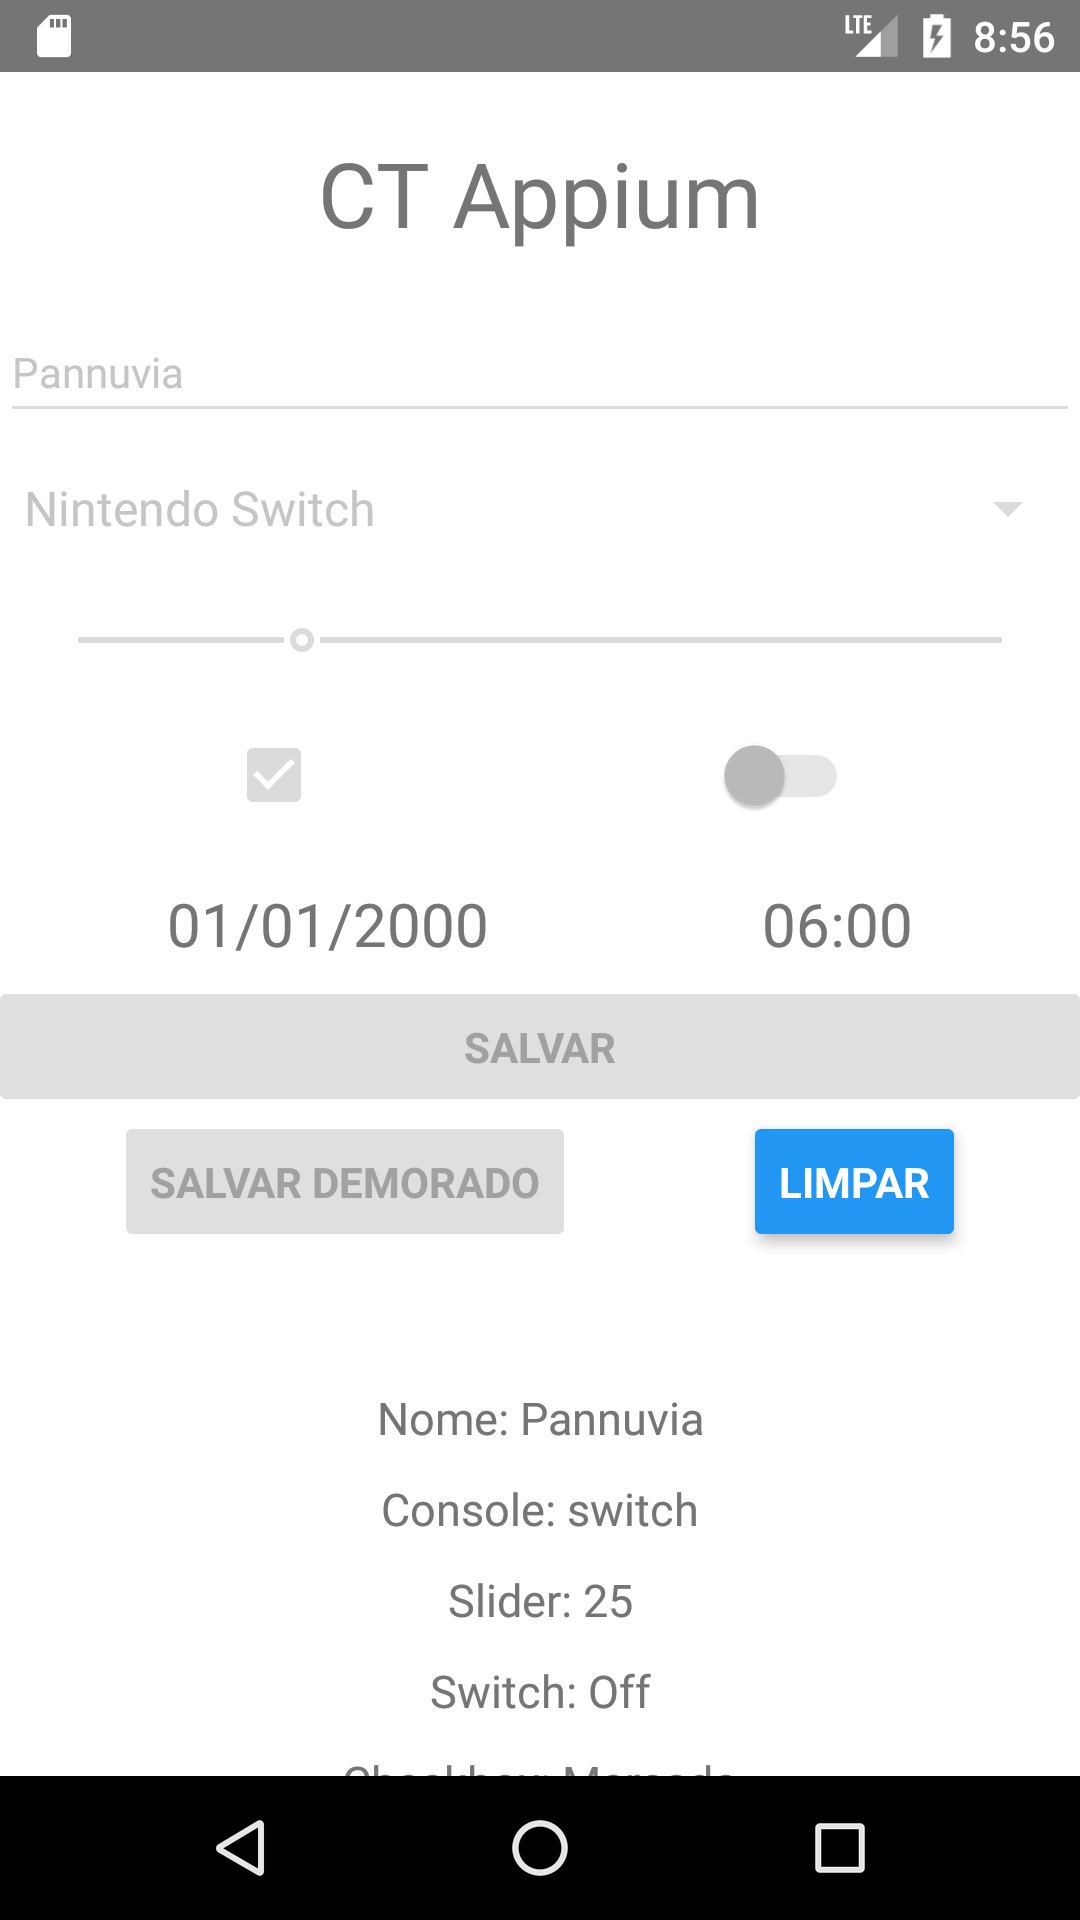 LTE 8:56
CT Appium
Pannuvia
Nintendo Switch
01/01/2000 06:00
SALVAR
SALVAR DEMORADO LIMPAR
Nome: Pannuvia
Console: switch
Slider: 25
Switch: Off